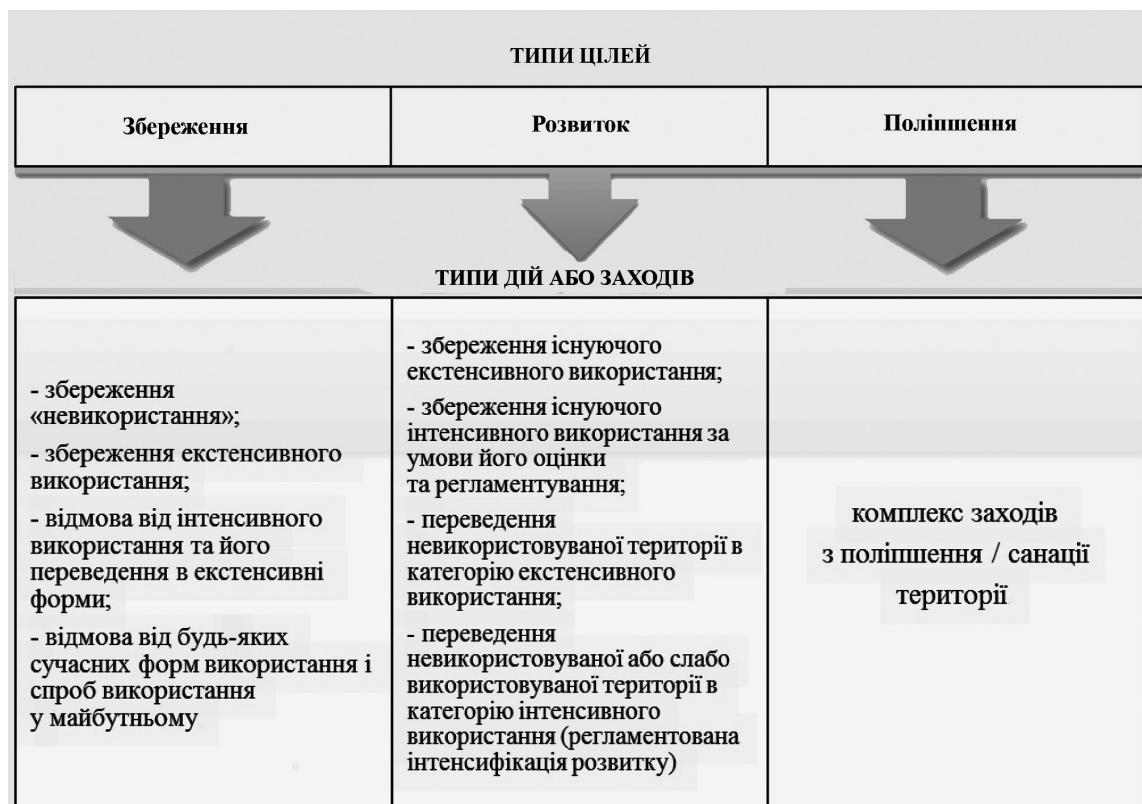 ТИПИ ЦІЛЕЙ
Збереження
Розвиток
Поліпшення
ТИПИ ДІЙ АБО ЗАХОДІВ
- збереження
«невикористання»;
- збереження екстенсивного
використання;
- відмова від інтенсивного
використання та його
переведення в екстенсивні
форми;
- відмова від будь-яких
сучасних форм використання і
спроб використання
у майбутньому
- збереження існуючого
екстенсивного використання;
- збереження існуючого
інтенсивного використання за
умови його оцінки
та регламентування;
- переведення
невикористовуваної території в
категорію екстенсивного
використання;
- переведення
невикористовуваної або слабо
використовуваної території в
категорію інтенсивного
використання (регламентована
інтенсифікація розвитку)
комплекс заходів
з поліпшення / санації
території